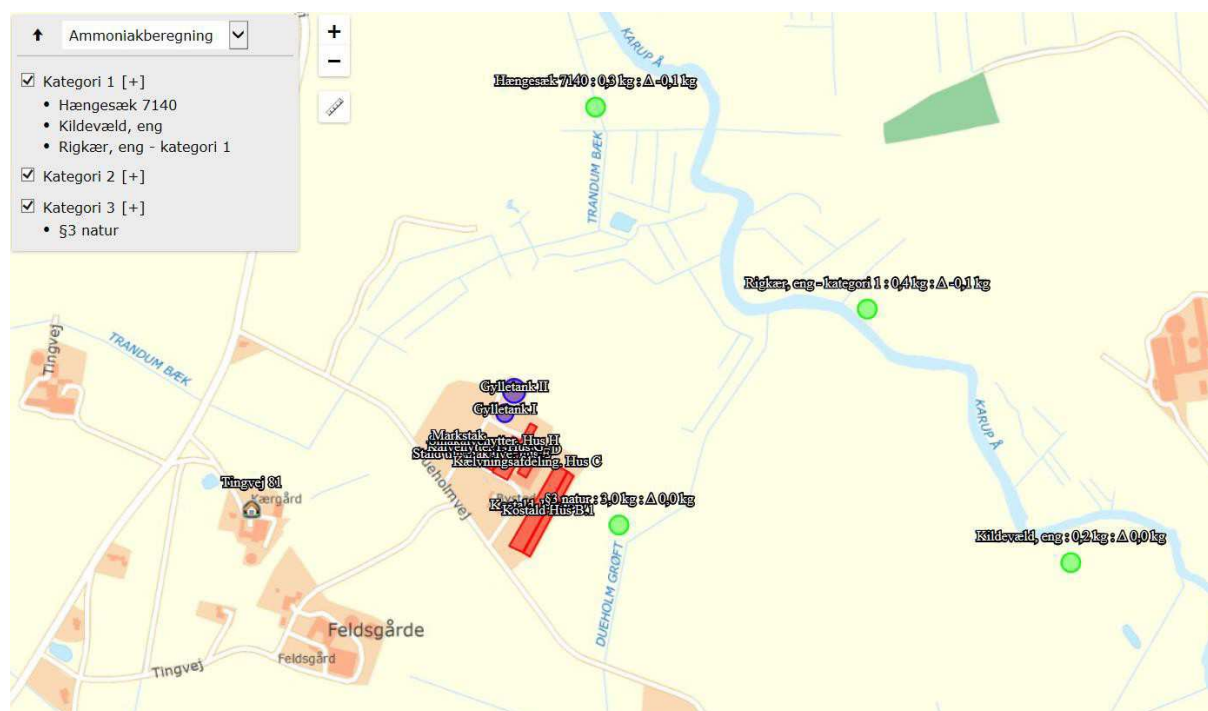 Ammoniakberegning
Kategori 1 [+]
• Hængesæk 7140
• Kildevæld, eng
• Rigkær, eng - kategori 1
Kategori 2 [+]
Kategori 3 [+]
• §3 natur
+
−
KARUP Å
Hængesæk 7140 : 0,3 kg : Δ -0,1 kg
TRANDUM BÆK
Rigkær, eng - kategori 1 : 0,4 kg : Δ -0,1 kg
Tingvej
TRANDUM BÆK
Gylletank II
Gylletank I
KARUP Å
Markstak
Hus H
Kælvningsafdeling, Hus C
Dueholmvej
Tingvej 81
Kærgård
§3 natur : 3,0 kg : Δ 0,0 kg
Kostald Hus B 1
Kildevæld, eng : 0,2 kg : Δ 0,0 kg
DUEHOLM GRØFT
Feldsgårde
Feldsgård
Tingvej